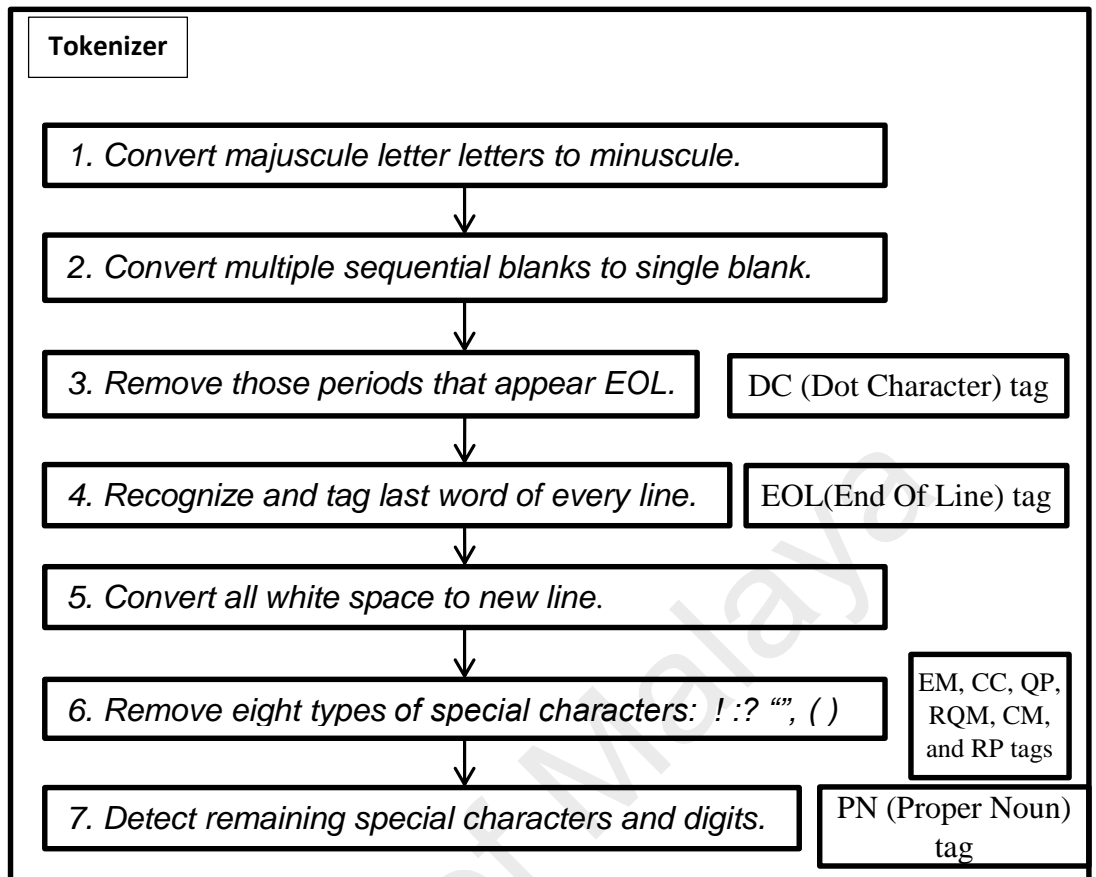 Tokenizer
1. Convert majuscule letter letters to minuscule.
2. Convert multiple sequential blanks to single blank.
3. Remove those periods that appear EOL.
DC (Dot Character) tag
4. Recognize and tag last word of every line.
EOL(End Of Line) tag
5. Convert all white space to new line.
6. Remove eight types of special characters: ! :? “”, ( )
EM, CC, QP,
RQM, CM,
and RP tags
7. Detect remaining special characters and digits.
PN (Proper Noun)
tag
of Malaya